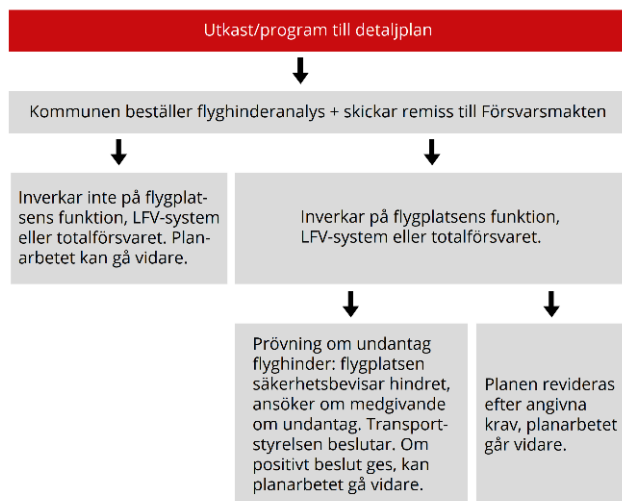 Utkast/program till detaljplan
Kommunen beställer flyghinderanalys + skickar remiss till Försvarsmakten
Inverkar inte på flygplat-
sens funktion, LFV-system
eller totalförsvaret. Plan-
arbetet kan gå vidare.
Inverkar på flygplatsens funktion,
LFV-system eller totalförsvaret.
Prövning om undantag
flyghinder: flygplatsen
säkerhetsbevisar hindret,
ansöker om medgivande
om undantag. Transport-
styrelsen beslutar. Om
positivt beslut ges, kan
planarbetet gå vidare.
Planen revideras
efter angivna
krav, planarbetet
går vidare.